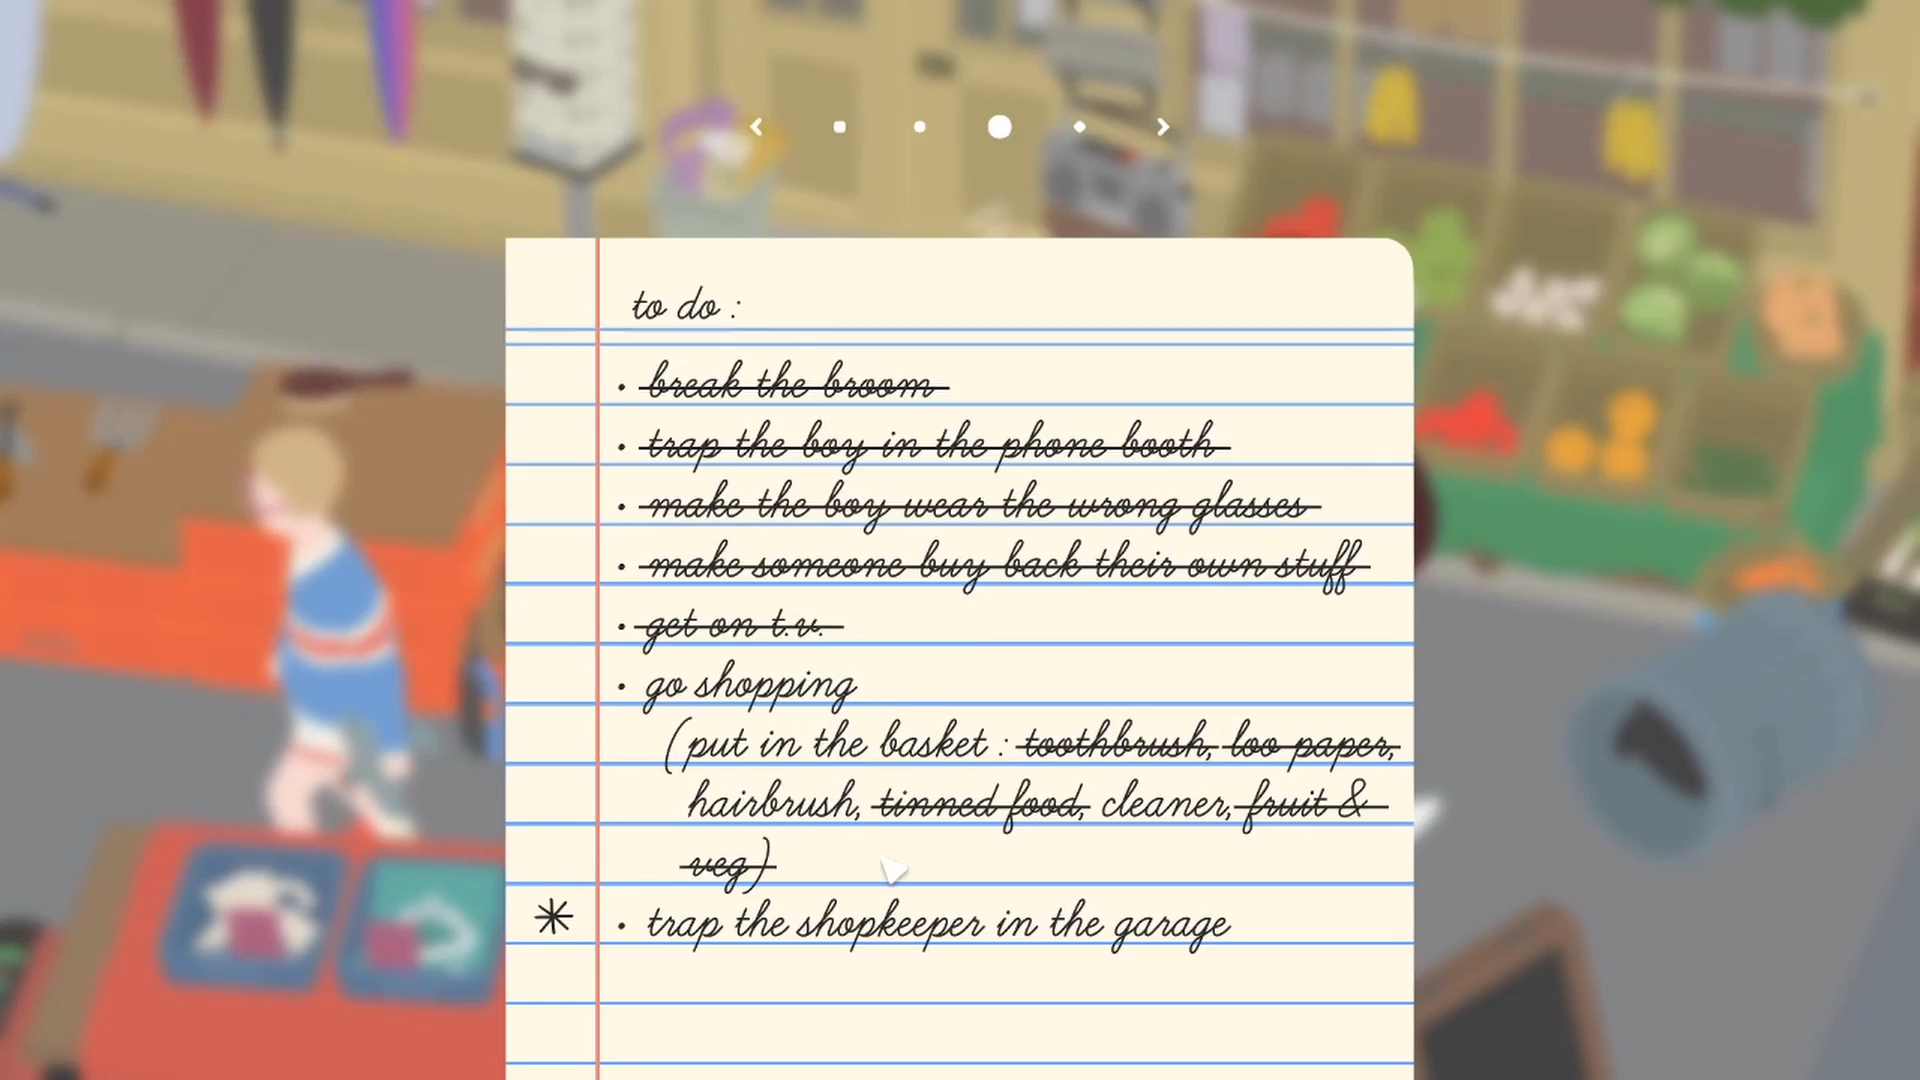 to do :
• break the broom
• trap the boy in the phone booth
• make the boy wear the wrong glasses
• make someone buy back their own stuff
• get on t.v.
• go shopping
(put in the basket : toothbrush, loo paper,
hairbrush, tinned food, cleaner, fruit &
veg)
* • trap the shopkeeper in the garage